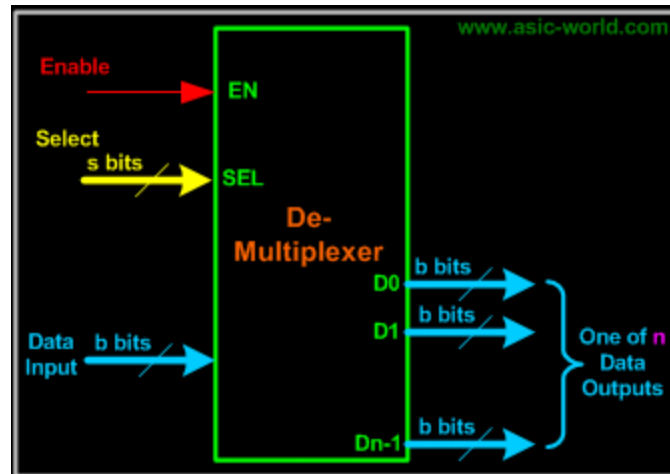 www.asic-world.com
Enable
EN
Select
s bits
SEL
De-
Multiplexer
D0
b bits
D1
b bits
Data
Input
b bits
One of n
Data
Outputs
Dn-1
b bits